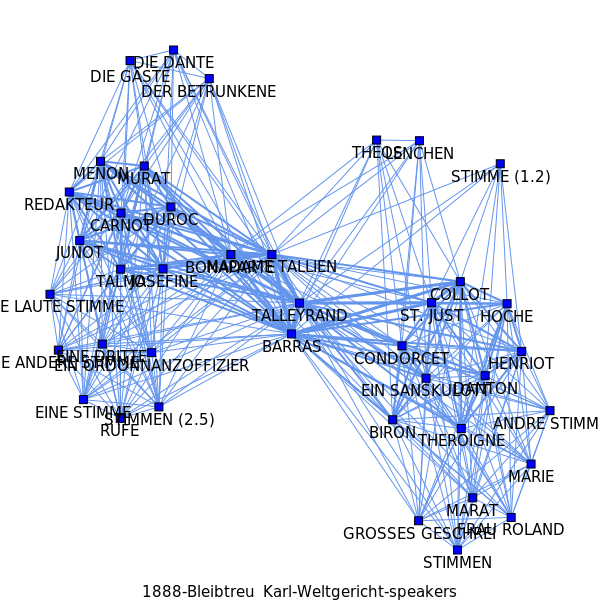 DIE DANTE
DIE GÄSTE
DER BETRUNKENE
THEOS
LENCHEN
MENON
STIMME (1.2)
MURAT
REDAKTEUR
DUROC
CARNOT
JUNOT
BONAPARTE
MADAME TALLIEN
TALMA
JOSEFINE
COLLOT
E LAUTE STIMME
TALLEYRAND
ST. JUST
HOCHE
BARRAS
EINE DRITTE
CONDORCET
E ANDERE STIMME
EIN ORDONNANZOFFIZIER
HENRIOT
EIN SANSKULOTT
DANTON
EINE STIMME
STIMMEN (2.5)
ANDRE STIMM
RUFE
BIRON
THEROIGNE
MARIE
MARAT
GROSSES GESCHREI
FRAU ROLAND
STIMMEN
1888-Bleibtreu Karl-Weltgericht-speakers